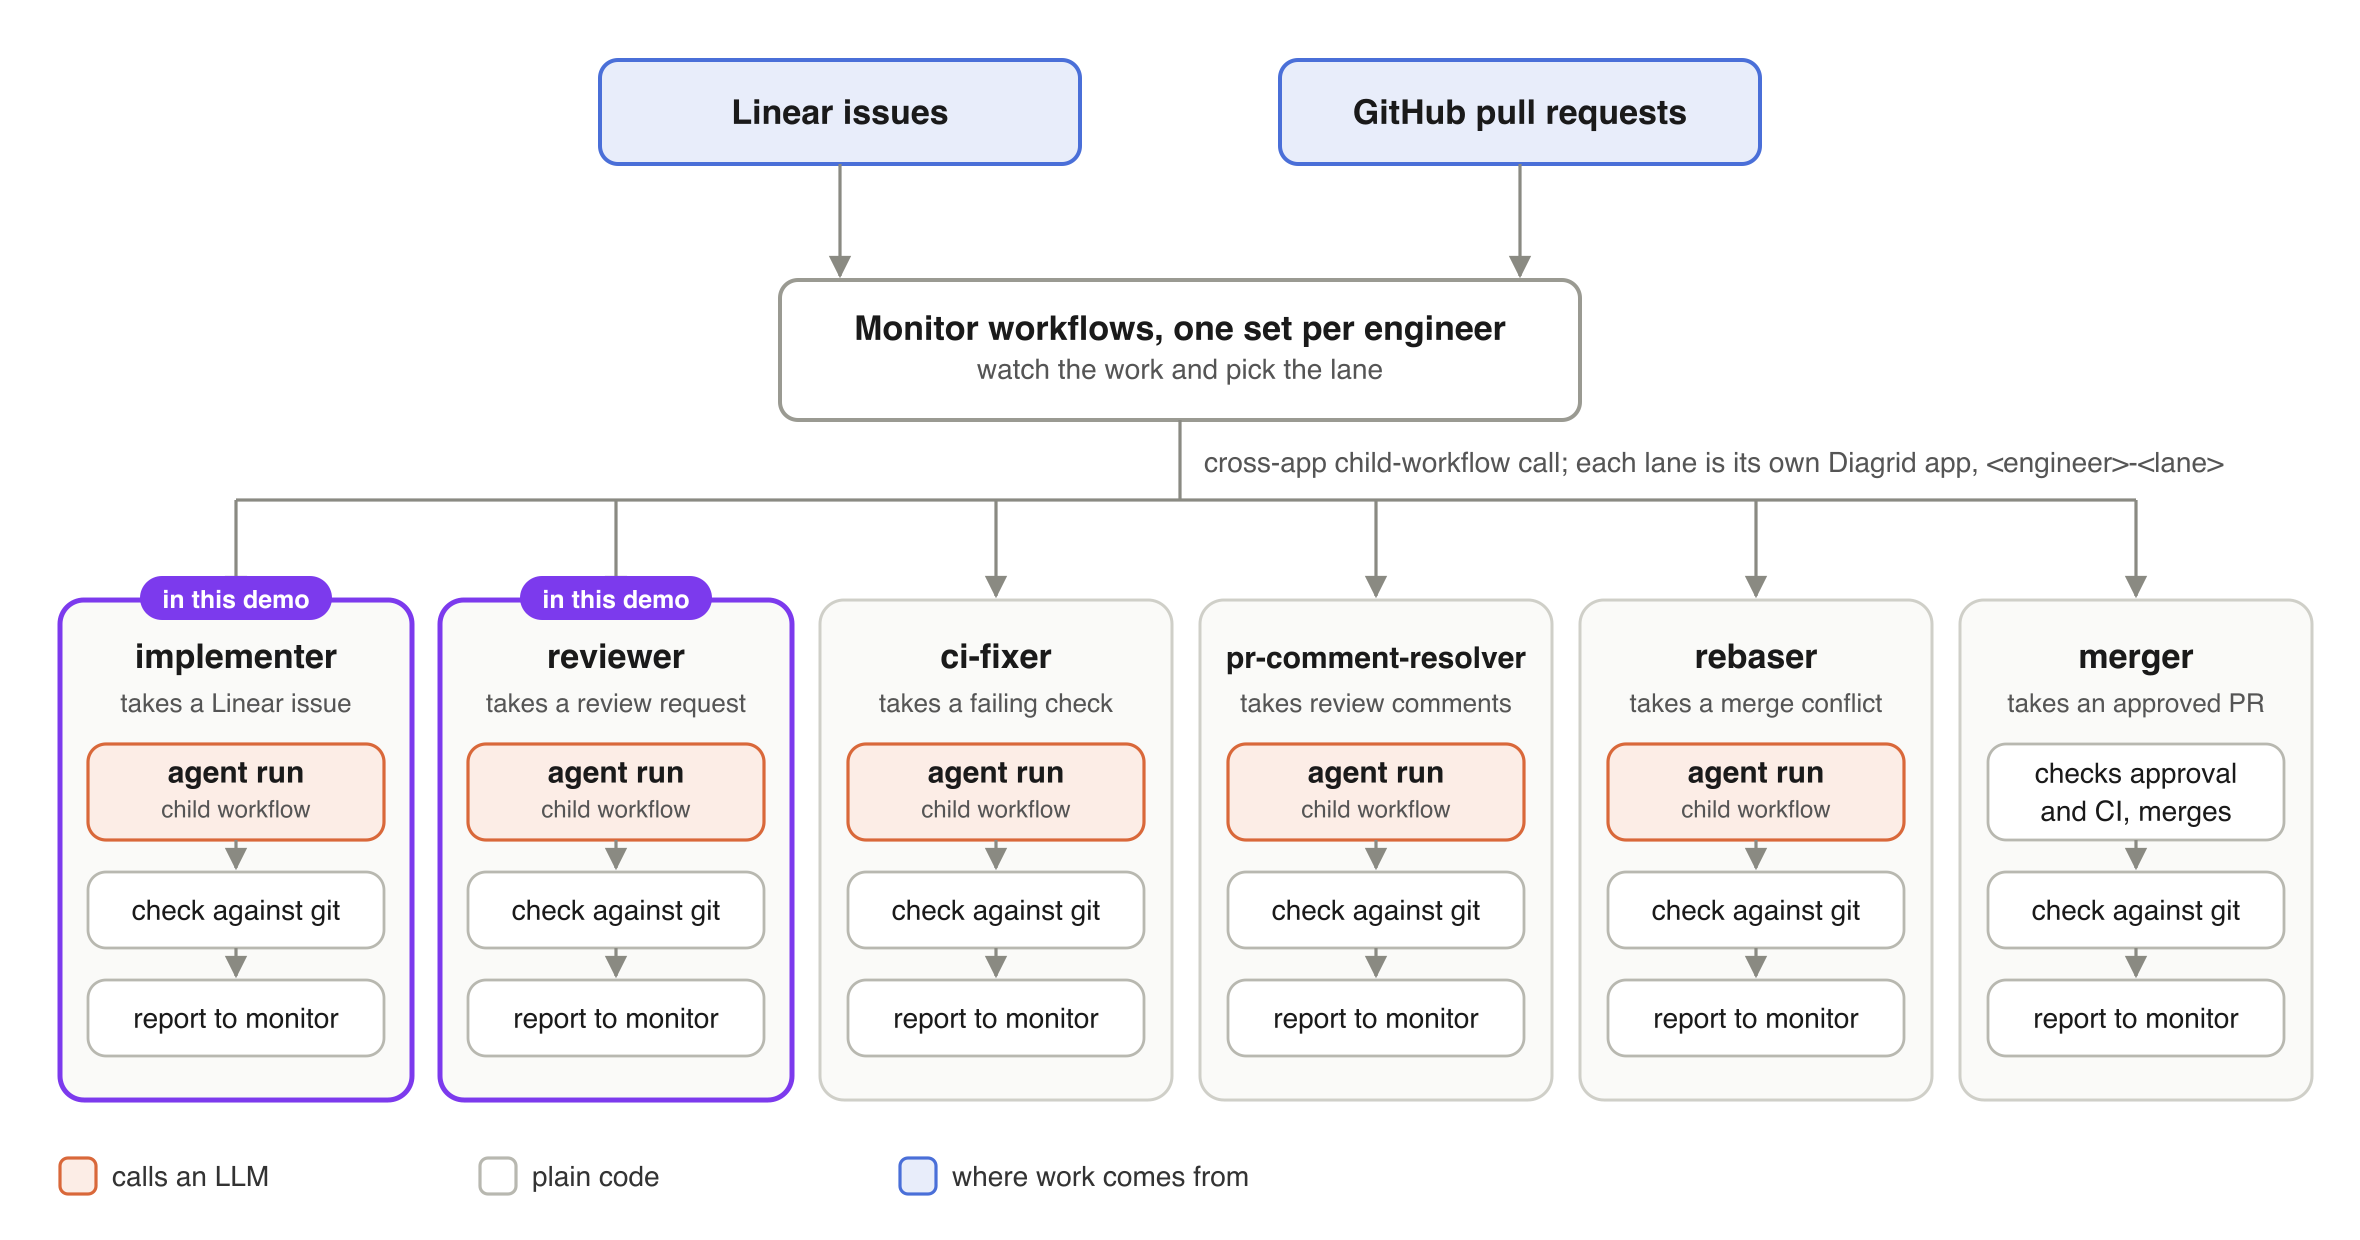 Linear issues
GitHub pull requests
Monitor workflows, one set per engineer
watch the work and pick the lane
cross-app child-workflow call; each lane is its own Diagrid app, <engineer>-<lane>
in this demo
implementer
takes a Linear issue
agent run
child workflow
check against git
report to monitor
in this demo
reviewer
takes a review request
agent run
child workflow
check against git
report to monitor
ci-fixer
takes a failing check
agent run
child workflow
check against git
report to monitor
pr-comment-resolver
takes review comments
agent run
child workflow
check against git
report to monitor
rebaser
takes a merge conflict
agent run
child workflow
check against git
report to monitor
merger
takes an approved PR
checks approval
and CI, merges
check against git
report to monitor
calls an LLM
plain code
where work comes from